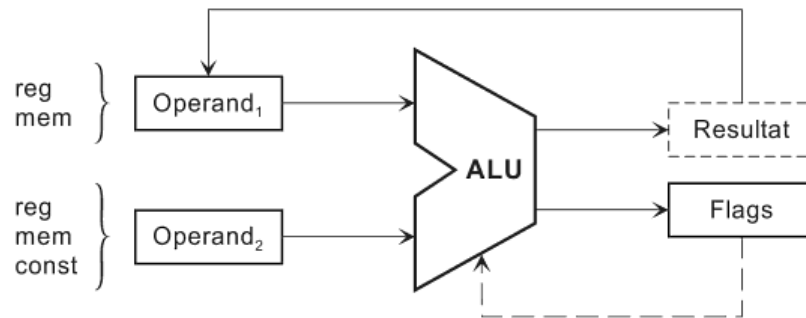 reg
mem
Operand₁
reg
mem
const
Operand₂
ALU
Resultat
Flags